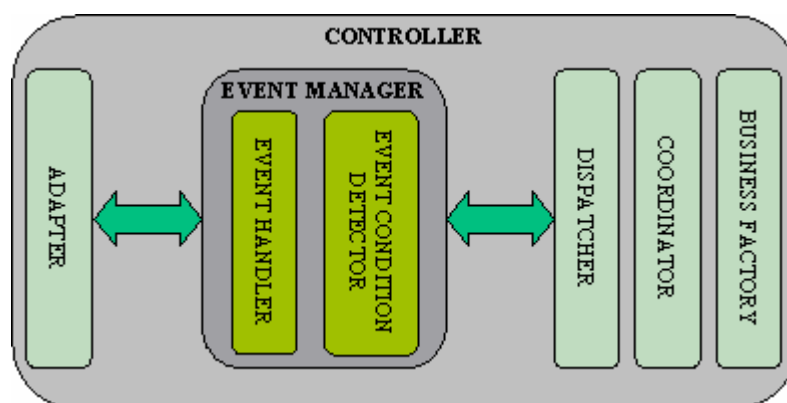 CONTROLLER
EVENT MANAGER
ADAPTER
EVENT HANDLER
EVENT CONDITION
DETECTOR
DISPATCHER
COORDINATOR
BUSINESS FACTORY